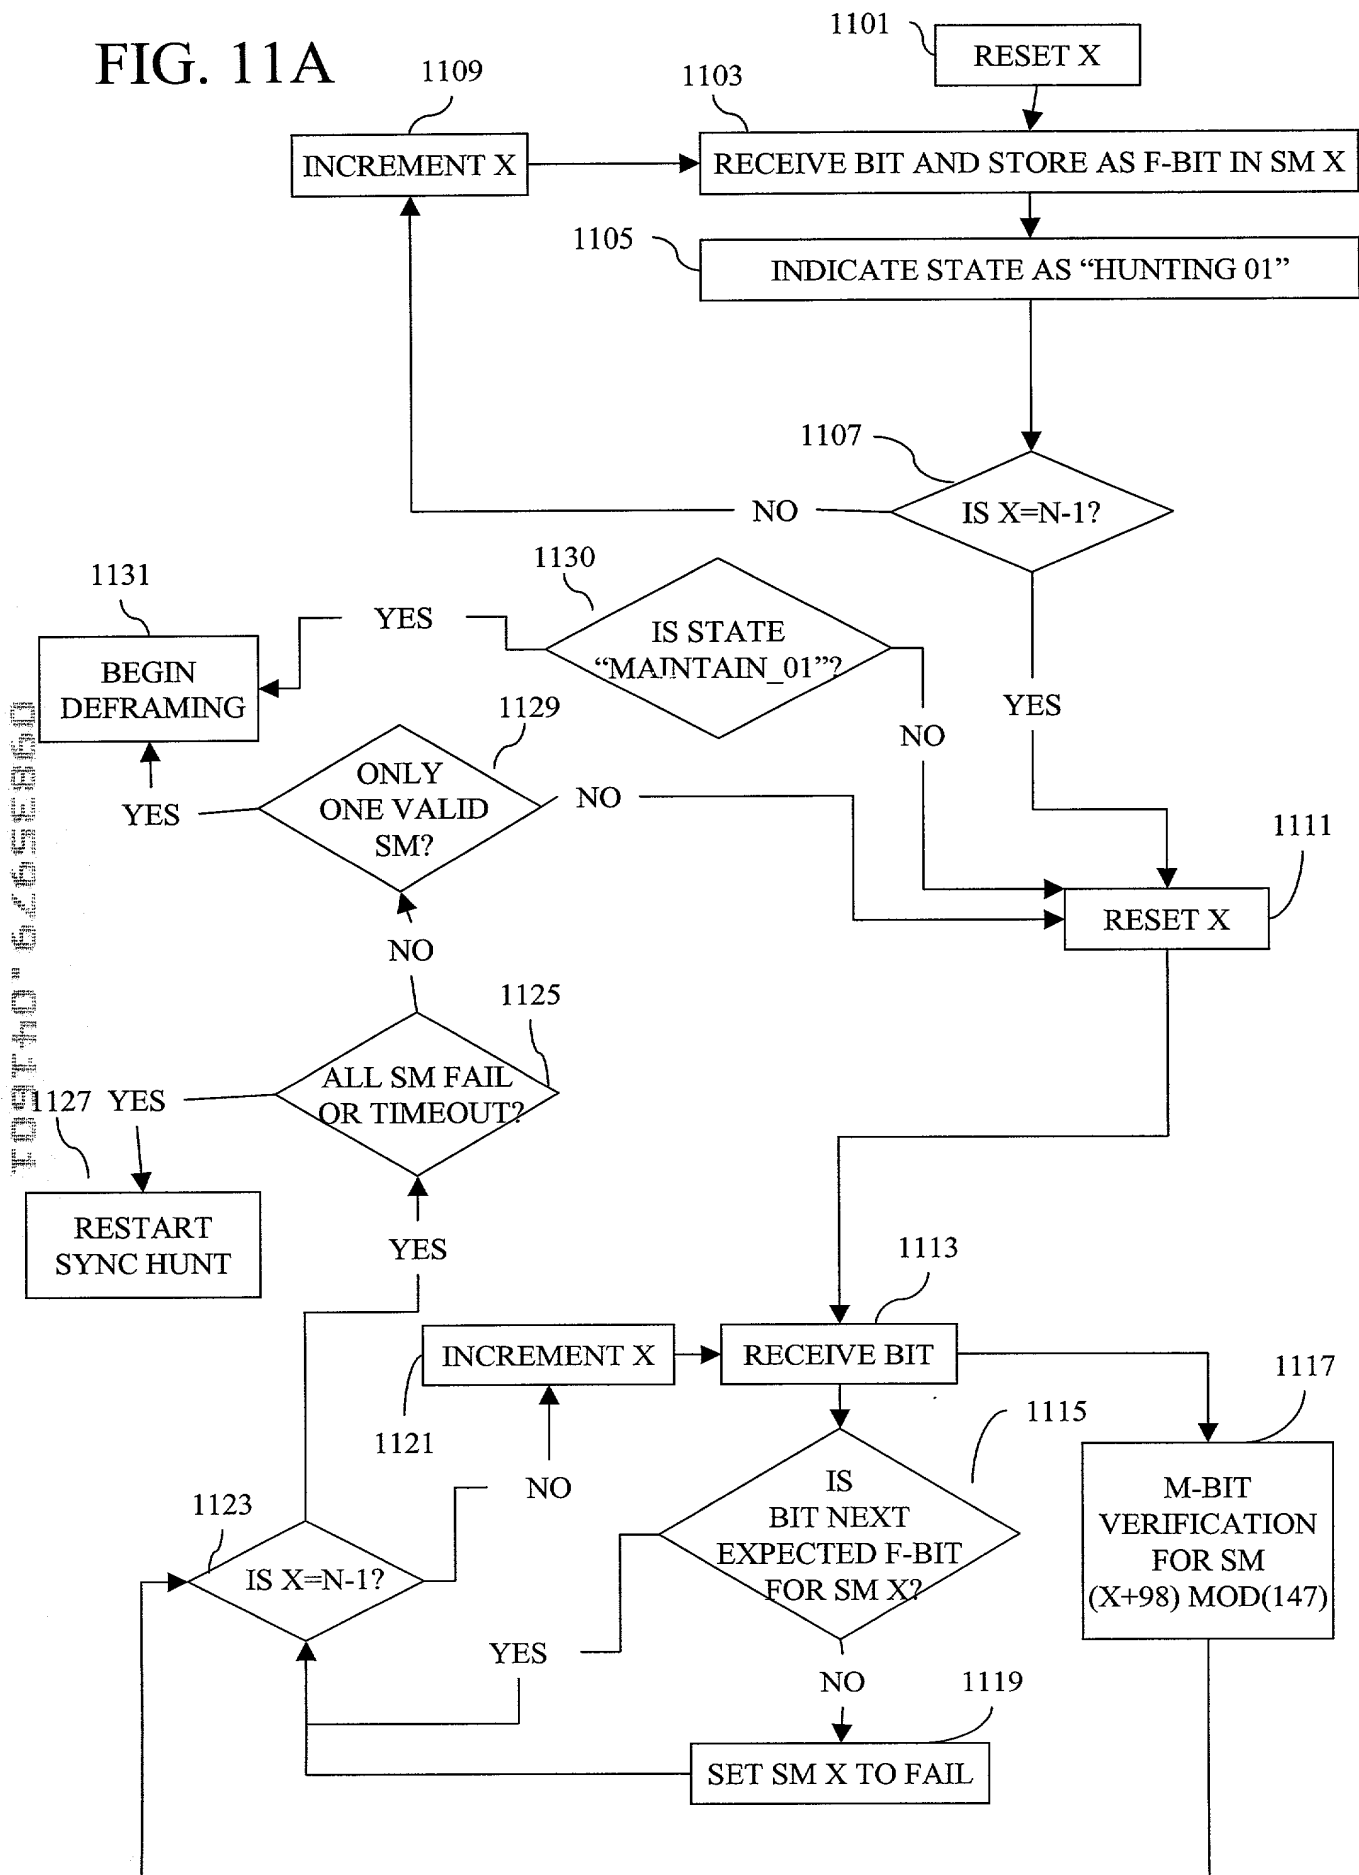 FIG. 11A
1101
RESET X
1109
1103
INCREMENT X
RECEIVE BIT AND STORE AS F-BIT IN SM X
1105
INDICATE STATE AS “HUNTING 01”
1107
NO
IS X=N-1?
1130
1131
YES
IS STATE
“MAINTAIN_01”?
BEGIN
DEFRAMING
YES
1129
NO
ONLY
ONE VALID
SM?
NO
YES
1111
RESET X
NO
1125
ALL SM FAIL
OR TIMEOUT?
1127
YES
RESTART
SYNC HUNT
YES
1113
INCREMENT X
RECEIVE BIT
1117
1121
1115
NO
IS
BIT NEXT
EXPECTED F-BIT
FOR SM X?
M-BIT
VERIFICATION
FOR SM
(X+98) MOD(147)
1123
IS X=N-1?
YES
NO
1119
SET SM X TO FAIL